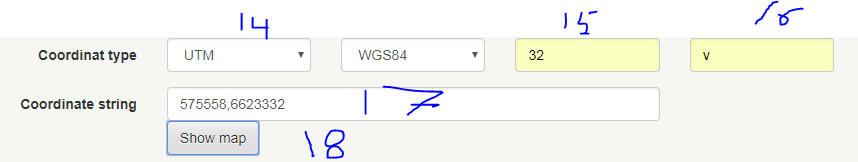 14 15 16
Coordinat type UTM WGS84 32 v
Coordinate string 575558,6623332 17
Show map 18